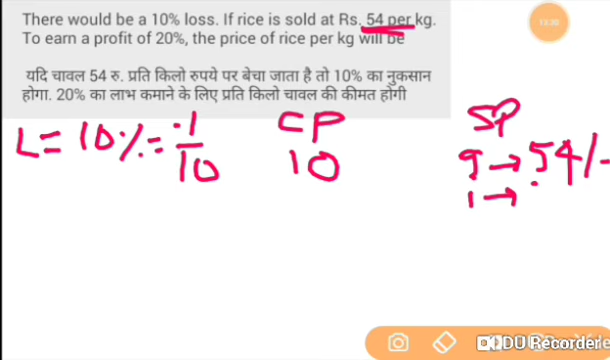 There would be a 10% loss. If rice is sold at Rs. 54 per kg.
To earn a profit of 20%, the price of rice per kg will be
यदि चावल 54 रु. प्रति किलो रुपये पर बेचा जाता है तो 10% का नुकसान
होगा. 20% का लाभ कमाने के लिए प्रति किलो चावल की कीमत होगी
L = 10% = -1/10
CP
10
SP
9 → 54/-
1 →
DU Recorder